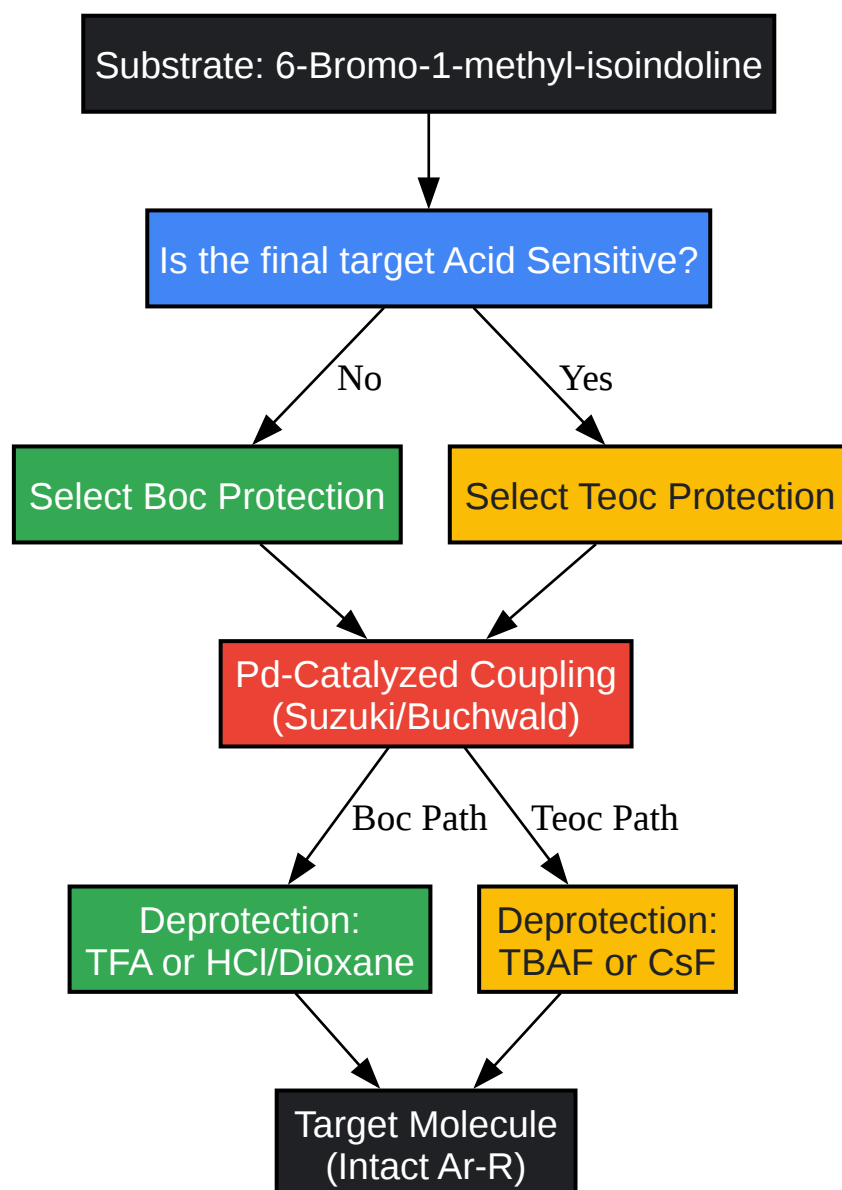 Substrate: 6-Bromo-1-methyl-isoindoline
Is the final target Acid Sensitive?
No
Yes
Select Boc Protection
Select Teoc Protection
Pd-Catalyzed Coupling
(Suzuki/Buchwald)
Boc Path
Teoc Path
Deprotection:
TFA or HCl/Dioxane
Deprotection:
TBAF or CsF
Target Molecule
(Intact Ar-R)